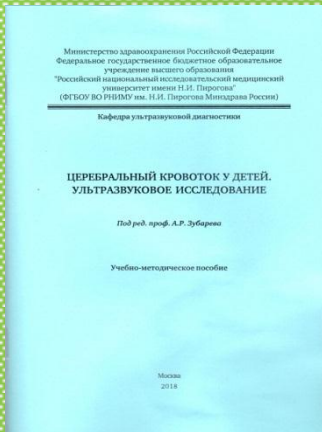 Министерство здравоохранения Российской Федерации
Федеральное государственное бюджетное образовательное
учреждение высшего образования
"Российский национальный исследовательский медицинский
университет имени Н.И. Пирогова"
(ФГБОУ ВО РНИМУ им. Н.И. Пирогова Минздрава России)
Кафедра ультразвуковой диагностики
ЦЕРЕБРАЛЬНЫЙ КРОВОТОК У ДЕТЕЙ.
УЛЬТРАЗВУКОВОЕ ИССЛЕДОВАНИЕ
Под ред. проф. А.Р. Зубарева
Учебно-методическое пособие
Москва
2018